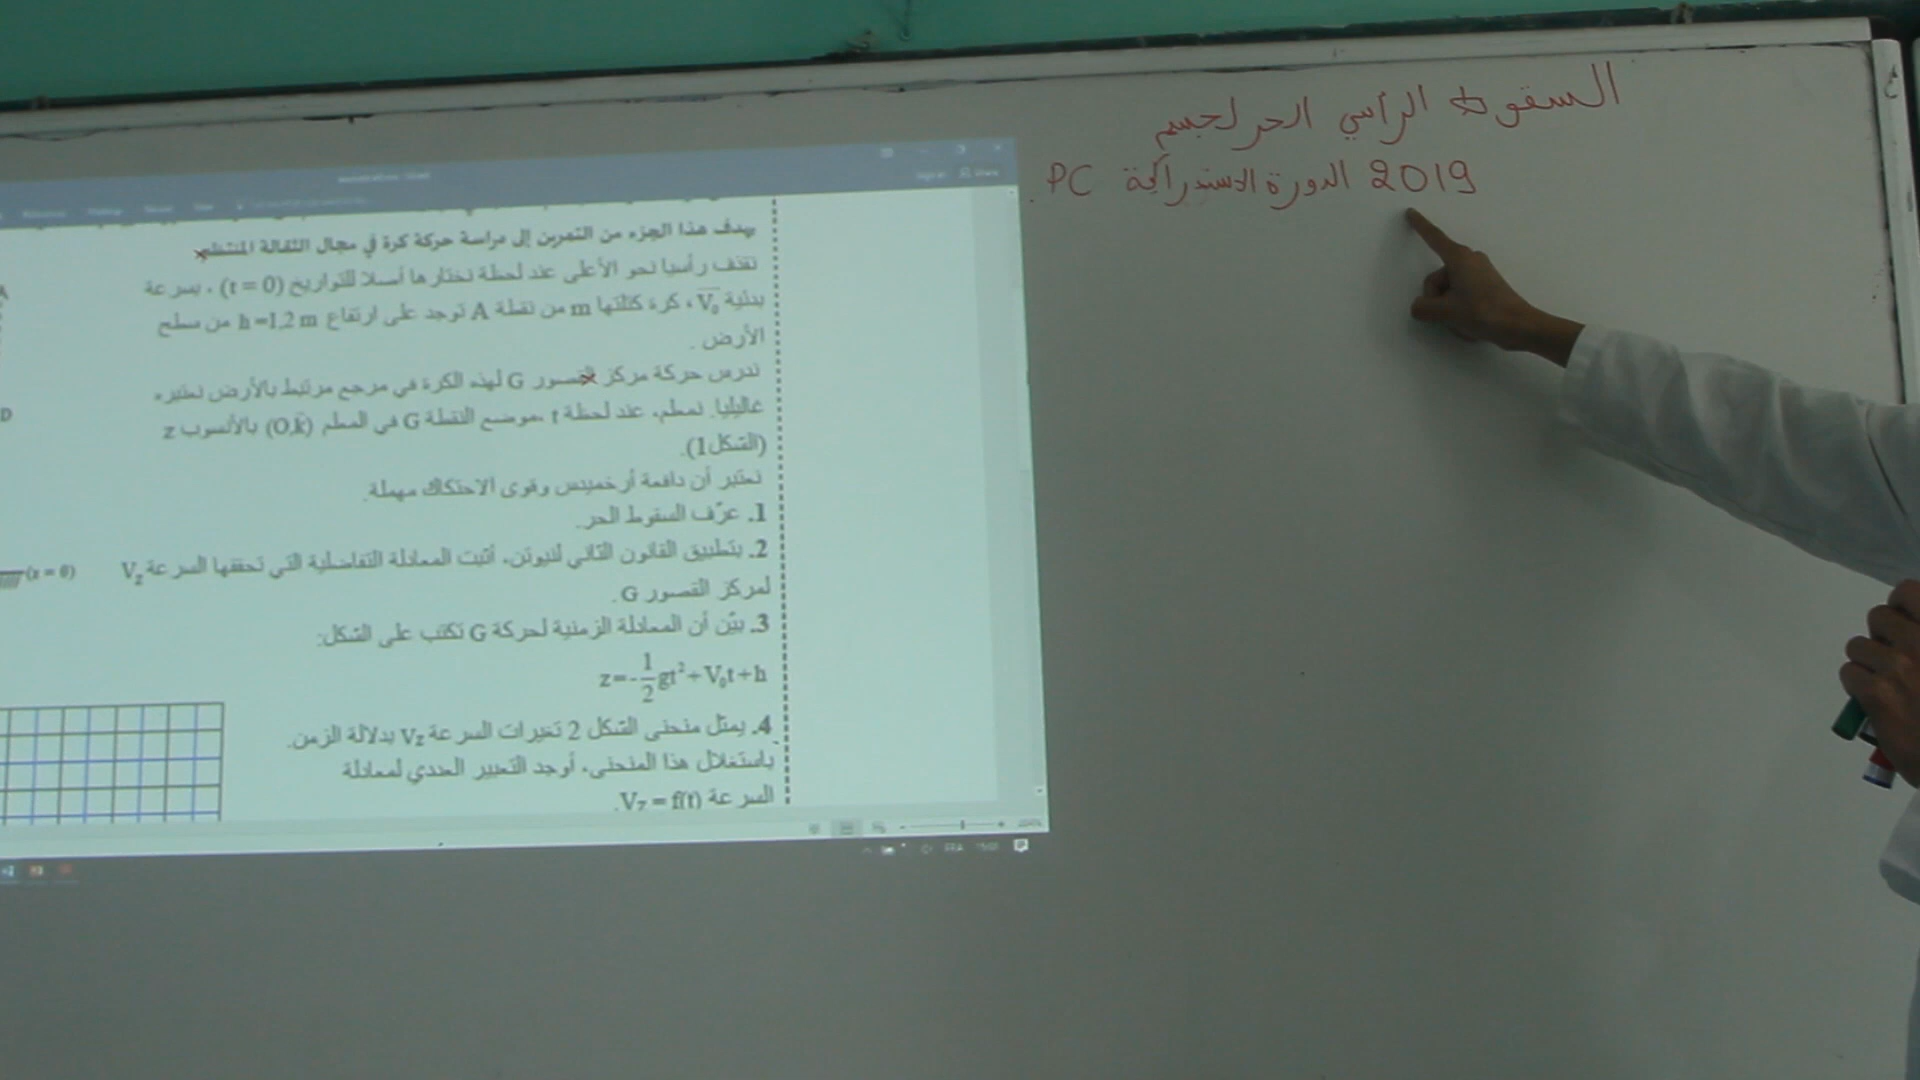 السقوط الرأسي الحر لجسم
2019 الدورة الاستدراكية PC
يهدف هذا الجزء من التمرين إلى دراسة حركة كرة في مجال الثقالة المنتظم
نقذف رأسيا نحو الأعلى عند لحظة نختارها أصلا للتواريخ (t = 0) ، بسرعة
بدئية V₀ ، كرة كتلتها m من نقطة A توجد على ارتفاع h=1,2 m من سطح
الأرض .
ندرس حركة مركز القصور G لهذه الكرة في مرجع مرتبط بالأرض نعتبره
غاليليا. نمعلم، عند لحظة t ،موضع النقطة G في المعلم (O,k) بالأنسوب z
(الشكل1).
نعتبر أن دافعة أرخميدس وقوى الاحتكاك مهملة.
1. عرّف السقوط الحر.
2. بتطبيق القانون الثاني لنيوتن، أثبت المعادلة التفاضلية التي تحققها السرعة Vz
لمركز القصور G .
3. بيّن أن المعادلة الزمنية لحركة G تكتب على الشكل:
z=-1/2gt²+V₀t+h
4. يمثل منحنى الشكل 2 تغيرات السرعة Vz بدلالة الزمن.
باستغلال هذا المنحنى، أوجد التعبير العددي لمعادلة
السرعة Vz = f(t).
D
(z = 0)
FRA